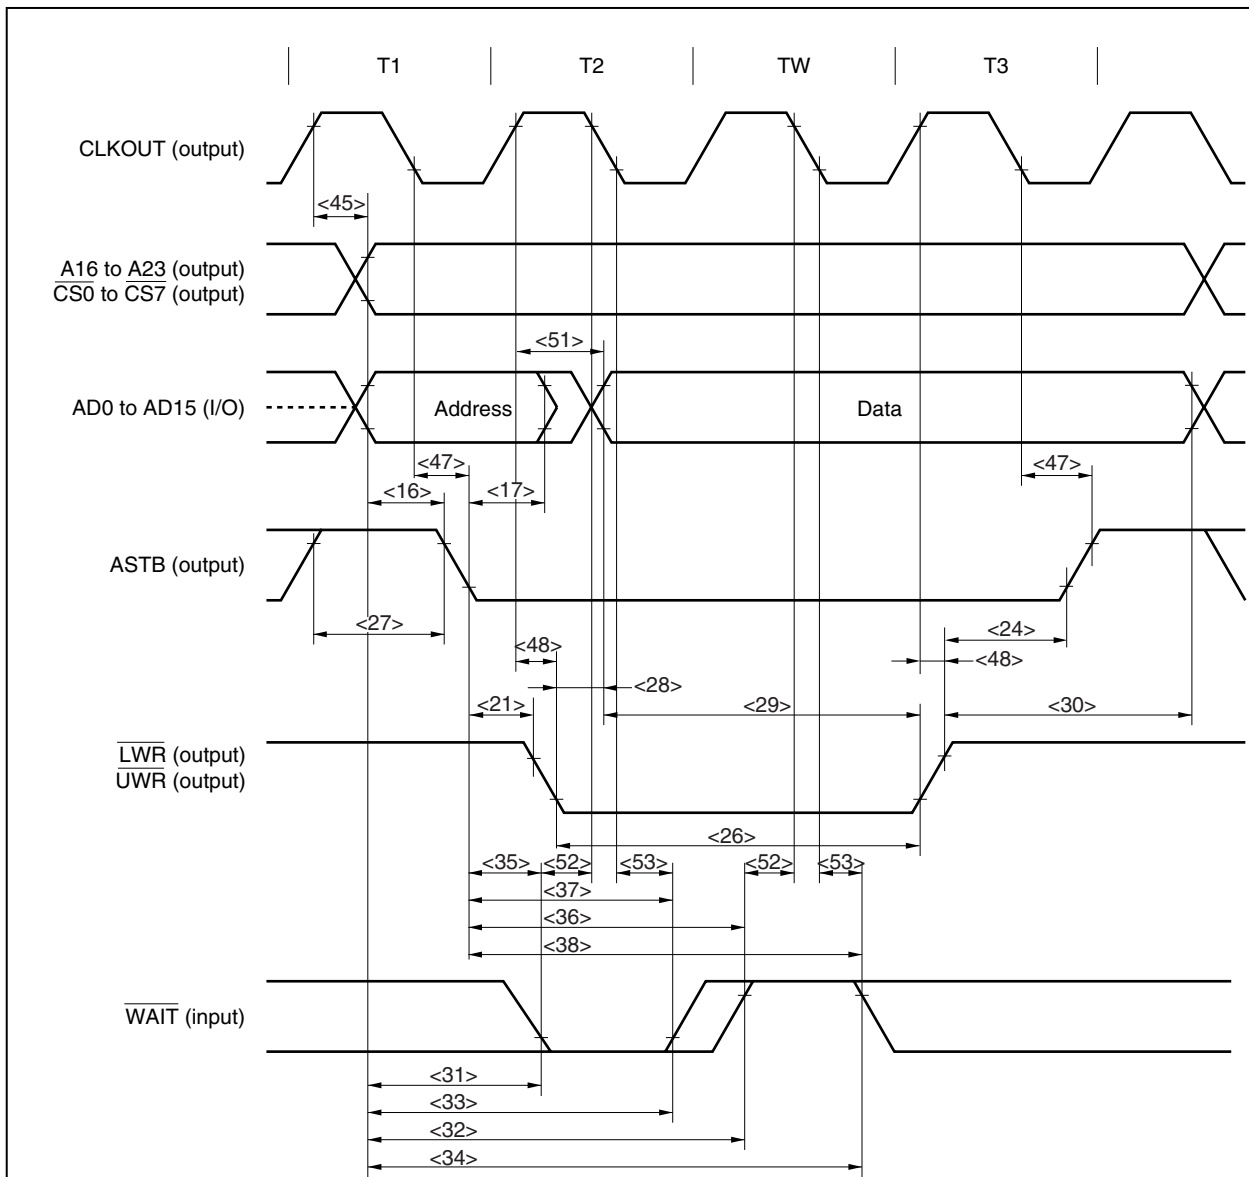 T1 T2 TW T3
CLKOUT (output)
<45>
A16 to A23 (output)
CS0 to CS7 (output)
<51>
AD0 to AD15 (I/O) Address Data
<47> <47>
<16> <17>
ASTB (output)
<27> <24>
<48> <48>
<28>
<21> <29> <30>
LWR (output)
UWR (output)
<26>
<35> <52> <53> <52> <53>
<37>
<36>
<38>
WAIT (input)
<31>
<33>
<32>
<34>